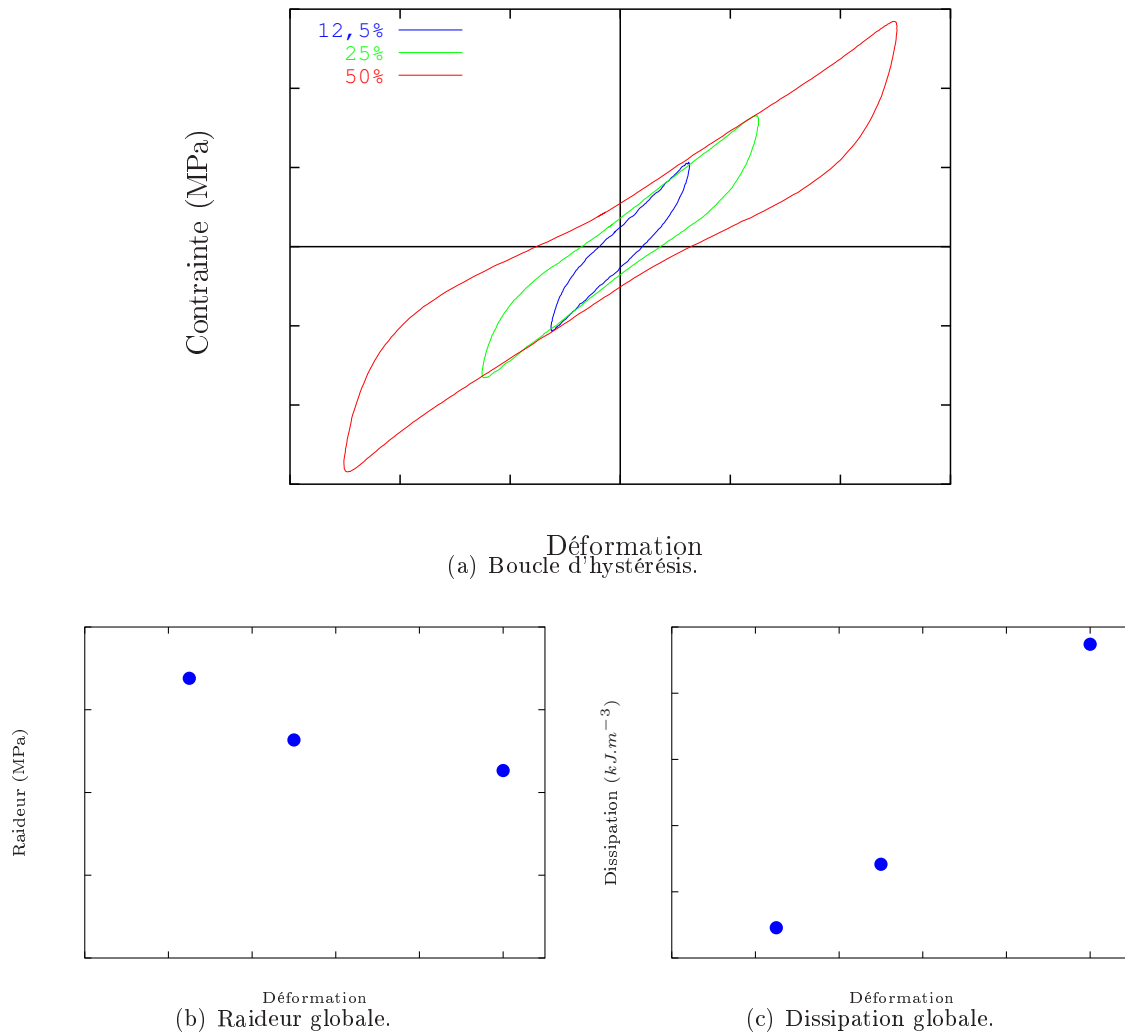 12,5%
25%
50%
Contrainte (MPa)
Déformation
(a) Boucle d'hystérésis.
Raideur (MPa)
Déformation
(b) Raideur globale.
Dissipation (kJ.m⁻³)
Déformation
(c) Dissipation globale.